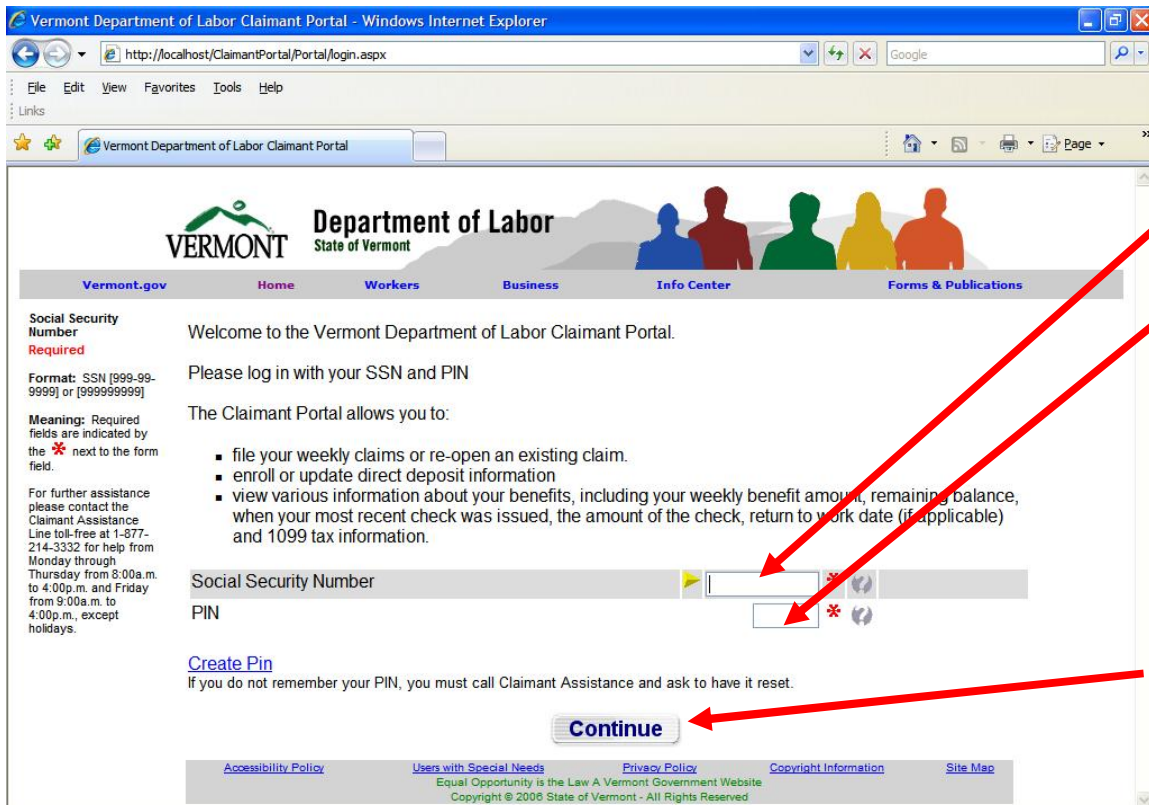 Vermont Department of Labor Claimant Portal - Windows Internet Explorer
http://localhost/ClaimantPortal/Portal/login.aspx
Google
File Edit View Favorites Tools Help
Links
Vermont Department of Labor Claimant Portal
Page
VERMONT
Department of Labor
State of Vermont
Vermont.gov Home Workers Business Info Center Forms & Publications
Social Security
Number
Required
Format: SSN [999-99-
9999] or [999999999]
Meaning: Required
fields are indicated by
the * next to the form
field.
For further assistance
please contact the
Claimant Assistance
Line toll-free at 1-877-
214-3332 for help from
Monday through
Thursday from 8:00a.m.
to 4:00p.m. and Friday
from 9:00a.m. to
4:00p.m., except
holidays.
Welcome to the Vermont Department of Labor Claimant Portal.
Please log in with your SSN and PIN
The Claimant Portal allows you to:
▪ file your weekly claims or re-open an existing claim.
▪ enroll or update direct deposit information
▪ view various information about your benefits, including your weekly benefit amount, remaining balance,
when your most recent check was issued, the amount of the check, return to work date (if applicable)
and 1099 tax information.
Social Security Number * ?
PIN * ?
Create Pin
If you do not remember your PIN, you must call Claimant Assistance and ask to have it reset.
Continue
Accessibility Policy Users with Special Needs Privacy Policy Copyright Information Site Map
Equal Opportunity is the Law A Vermont Government Website
Copyright © 2006 State of Vermont - All Rights Reserved